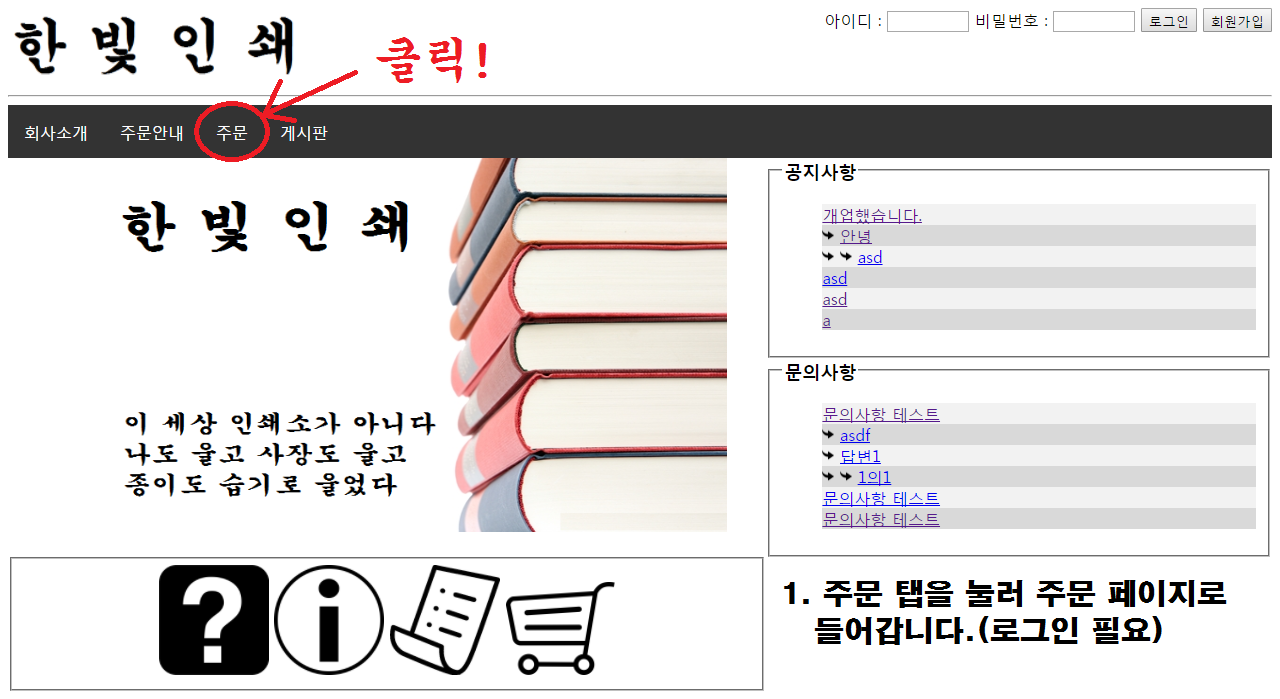 한 빛 인 쇄
아이디 : 비밀번호 : 로그인 회원가입
클릭!
회사소개 주문안내 주문 게시판
한 빛 인 쇄
이 세상 인쇄소가 아니다
나도 울고 사장도 울고
종이도 습기로 울었다
공지사항
개업했습니다.
안녕
asd
asd
asd
a
문의사항
문의사항 테스트
asdf
답변1
1의1
문의사항 테스트
문의사항 테스트
?
i
1. 주문 탭을 눌러 주문 페이지로
들어갑니다.(로그인 필요)